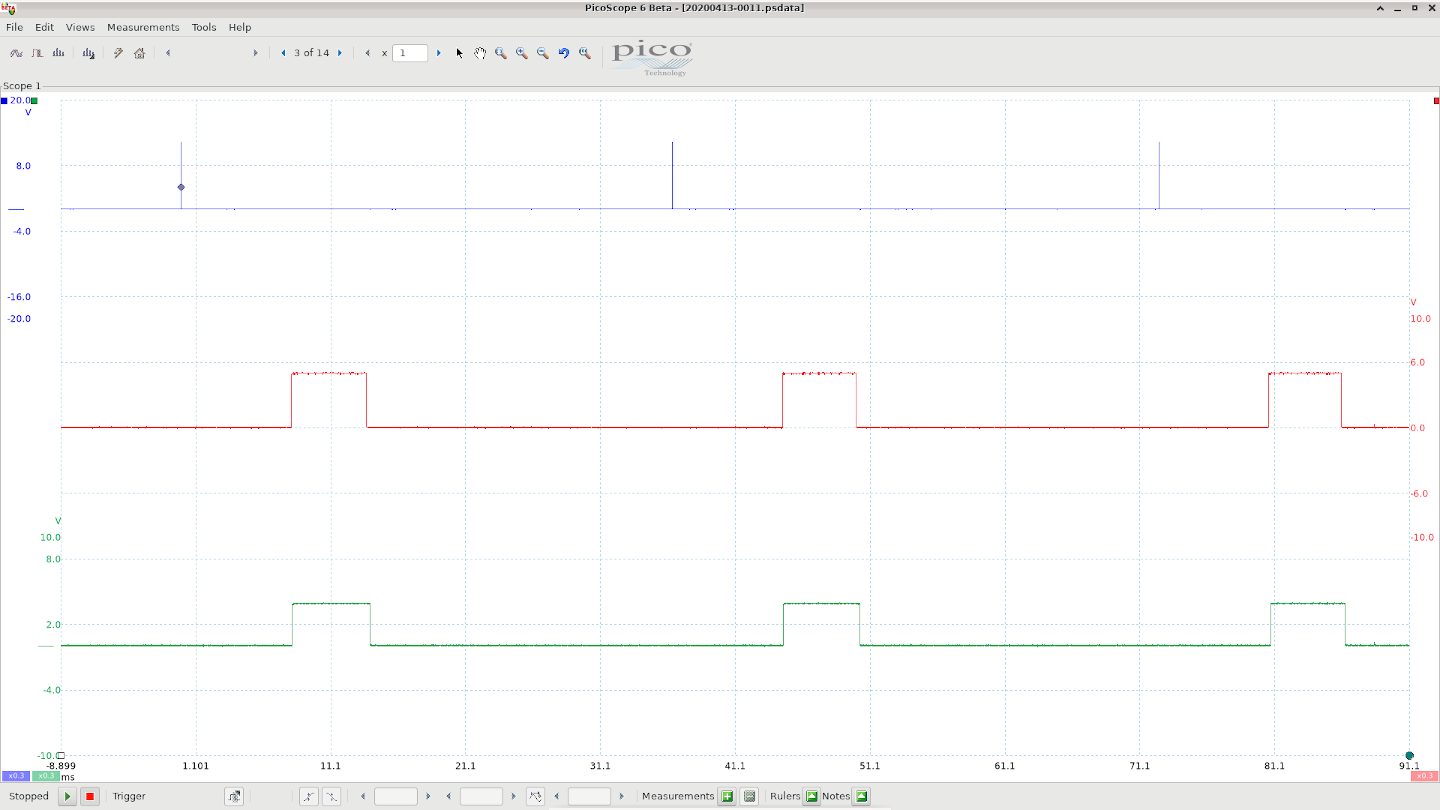 PicoScope 6 Beta - [20200413-0011.psdata]
File Edit Views Measurements Tools Help
3 of 14 x 1
pico
Technology
Scope 1
20.0
V
8.0
-4.0
-16.0
V
-20.0 10.0
6.0
0.0
-6.0
V
10.0 -10.0
8.0
2.0
-4.0
-10.0
-8.899 1.101 11.1 21.1 31.1 41.1 51.1 61.1 71.1 81.1 91.1
x0.3 x0.3 ms x0.3
Stopped Trigger Measurements Rulers Notes